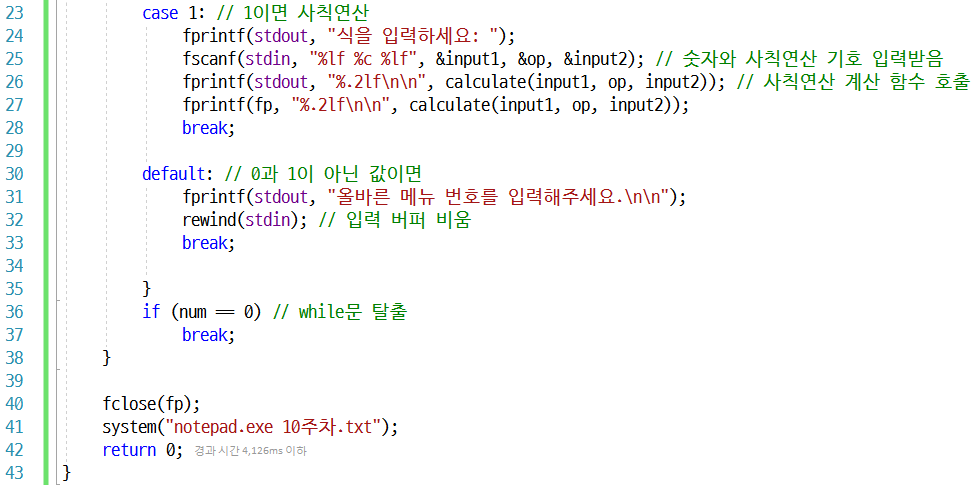 23 case 1: // 1이면 사칙연산
24 fprintf(stdout, "식을 입력하세요: ");
25 fscanf(stdin, "%lf %c %lf", &input1, &op, &input2); // 숫자와 사칙연산 기호 입력받음
26 fprintf(stdout, "%.2lf\n\n", calculate(input1, op, input2)); // 사칙연산 계산 함수 호출
27 fprintf(fp, "%.2lf\n\n", calculate(input1, op, input2));
28 break;
29
30 default: // 0과 1이 아닌 값이면
31 fprintf(stdout, "올바른 메뉴 번호를 입력해주세요.\n\n");
32 rewind(stdin); // 입력 버퍼 비움
33 break;
34
35 }
36 if (num == 0) // while문 탈출
37 break;
38 }
39
40 fclose(fp);
41 system("notepad.exe 10주차.txt");
42 return 0; 경과 시간 4,126ms 이하
43 }